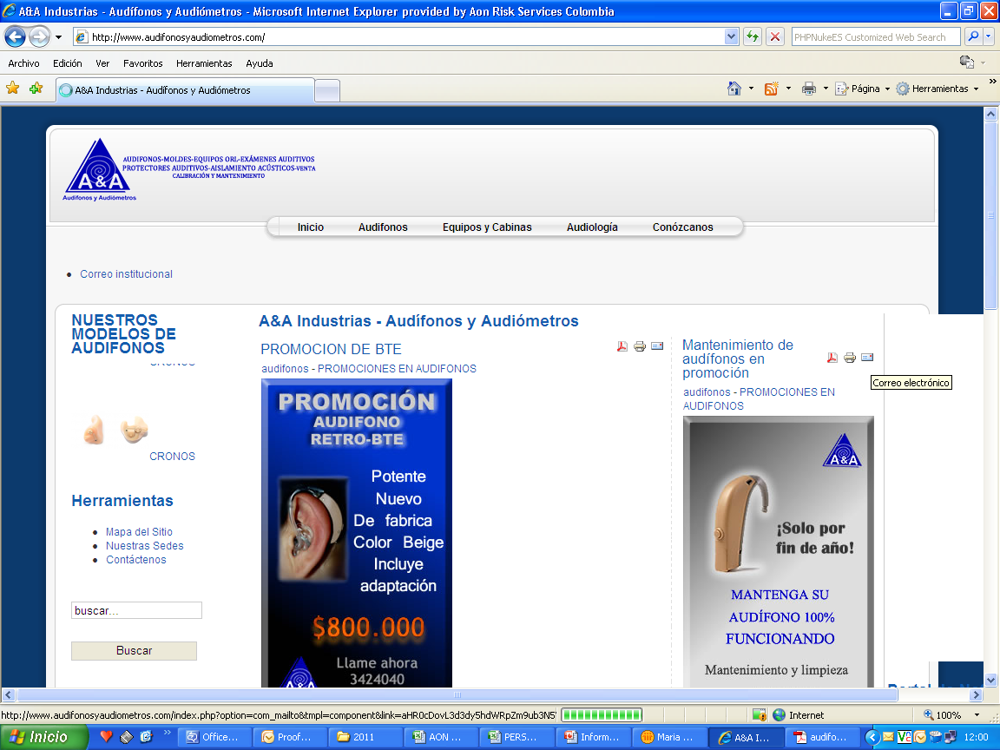 A&A Industrias - Audífonos y Audiómetros - Microsoft Internet Explorer provided by Aon Risk Services Colombia
http://www.audifonosyaudiometros.com/
PHPNukeES Customized Web Search
Archivo Edición Ver Favoritos Herramientas Ayuda
A&A Industrias - Audífonos y Audiómetros
Página Herramientas
AUDIFONOS-MOLDES-EQUIPOS ORL-EXÁMENES AUDITIVOS
PROTECTORES AUDITIVOS-AISLAMIENTO ACÚSTICOS-VENTA
CALIBRACIÓN Y MANTENIMIENTO
A&A
Audífonos y Audiómetros
Inicio Audifonos Equipos y Cabinas Audiología Conózcanos
Correo institucional
NUESTROS
MODELOS DE
AUDIFONOS
CRONOS
CRONOS
Herramientas
Mapa del Sitio
Nuestras Sedes
Contáctenos
buscar...
Buscar
A&A Industrias - Audífonos y Audiómetros
PROMOCION DE BTE
audifonos - PROMOCIONES EN AUDIFONOS
PROMOCIÓN
AUDIFONO
RETRO-BTE
Potente
Nuevo
De fabrica
Color Beige
Incluye
adaptación
$800.000
Llame ahora
3424040
Mantenimiento de
audífonos en
promoción
audifonos - PROMOCIONES EN
AUDIFONOS
Correo electrónico
A&A
¡Solo por
fin de año!
MANTENGA SU
AUDÍFONO 100%
FUNCIONANDO
Mantenimiento y limpieza
http://www.audifonosyaudiometros.com/index.php?option=com_mailto&tmpl=component&link=aHR0cDovL3d3dy5hdWRpZm9ub3N5
Internet 100%
Inicio Office... Proof... 2011 AON ... PERS... Inform... Maria ... A&A I... audifo... 12:00